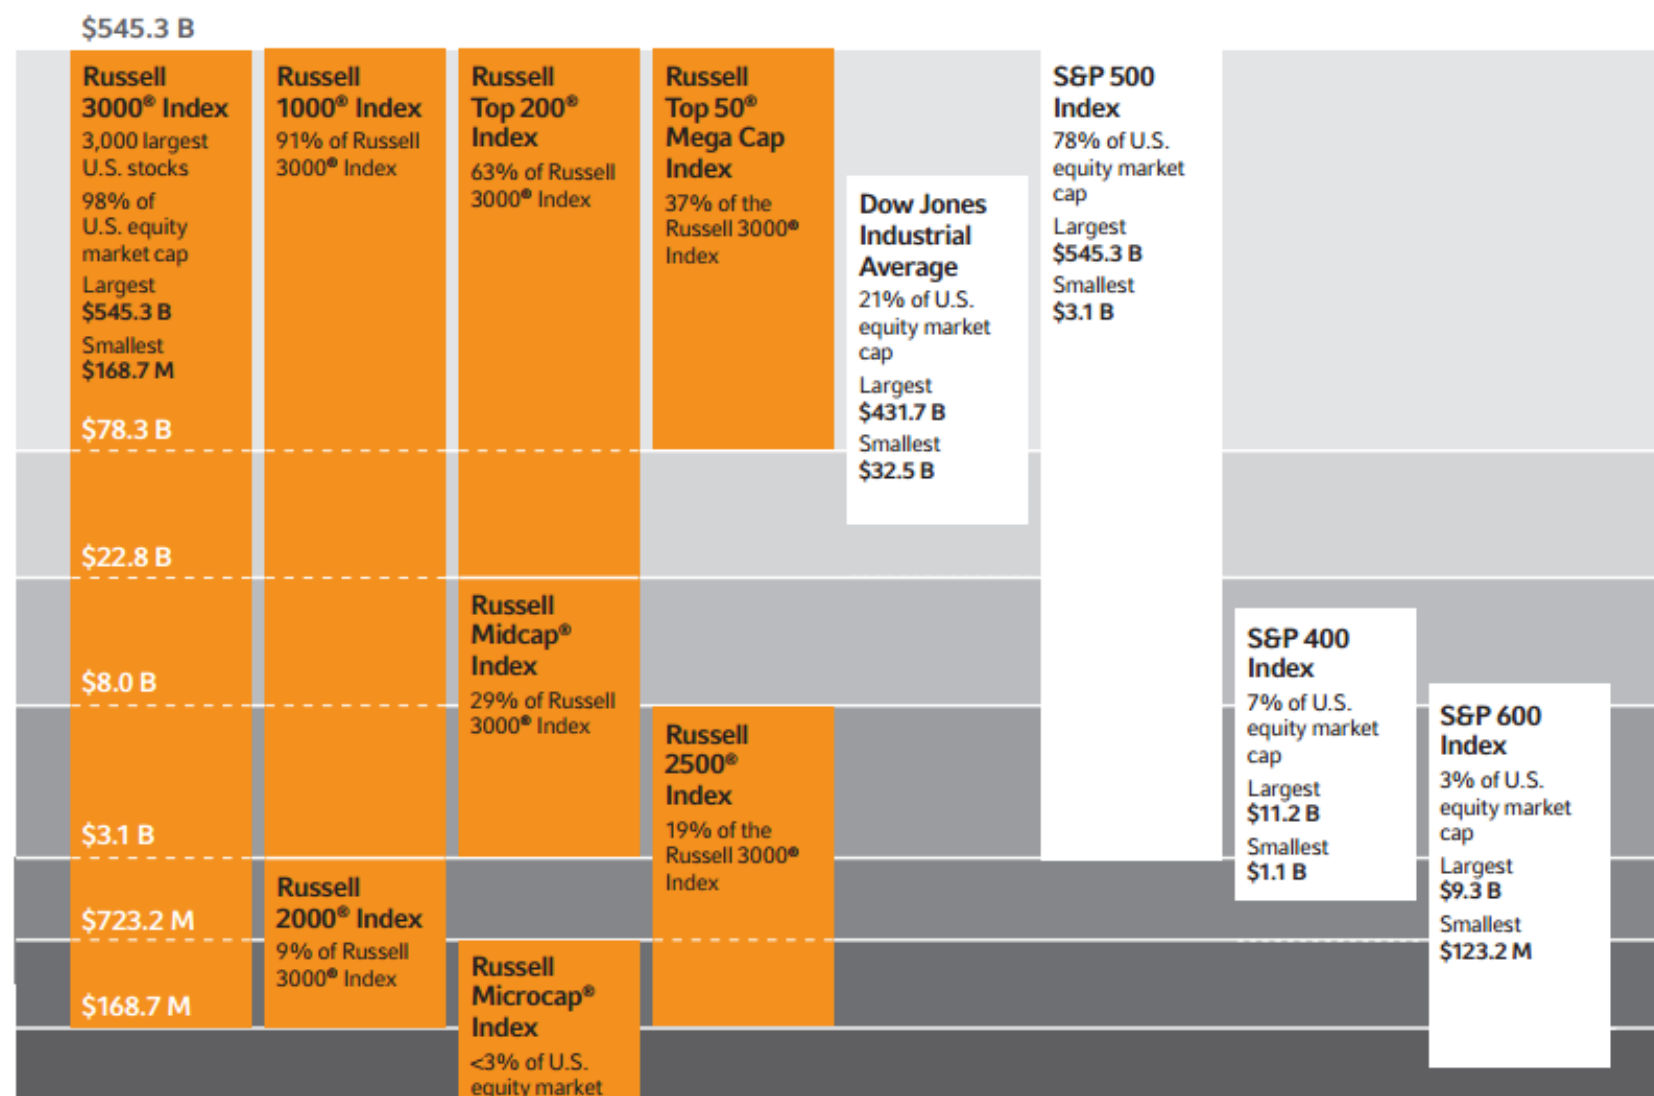 $545.3 B
Russell
3000® Index
3,000 largest
U.S. stocks
98% of
U.S. equity
market cap
Largest
$545.3 B
Smallest
$168.7 M
$78.3 B
$22.8 B
$8.0 B
$3.1 B
$723.2 M
$168.7 M
Russell
1000® Index
91% of Russell
3000® Index
Russell
2000® Index
9% of Russell
3000® Index
Russell
Top 200®
Index
63% of Russell
3000® Index
Russell
Midcap®
Index
29% of Russell
3000® Index
Russell
Microcap®
Index
<3% of U.S.
equity market
Russell
Top 50®
Mega Cap
Index
37% of the
Russell 3000®
Index
Russell
2500®
Index
19% of the
Russell 3000®
Index
Dow Jones
Industrial
Average
21% of U.S.
equity market
cap
Largest
$431.7 B
Smallest
$32.5 B
S&P 500
Index
78% of U.S.
equity market
cap
Largest
$545.3 B
Smallest
$3.1 B
S&P 400
Index
7% of U.S.
equity market
cap
Largest
$11.2 B
Smallest
$1.1 B
S&P 600
Index
3% of U.S.
equity market
cap
Largest
$9.3 B
Smallest
$123.2 M